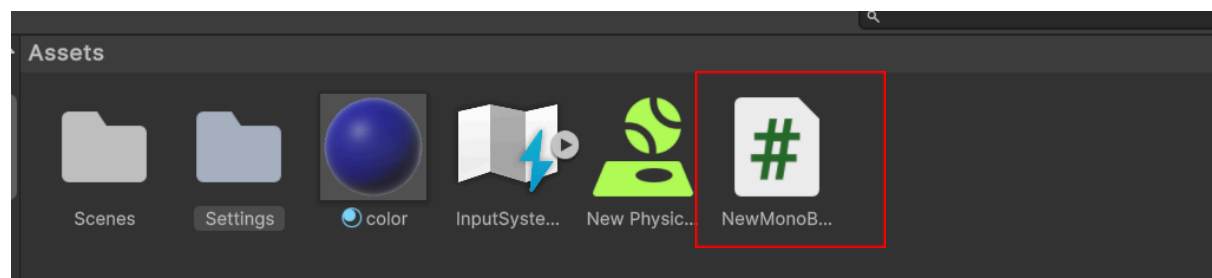 Assets
Scenes
Settings
color
InputSyste...
New Physic...
#
NewMonoB...